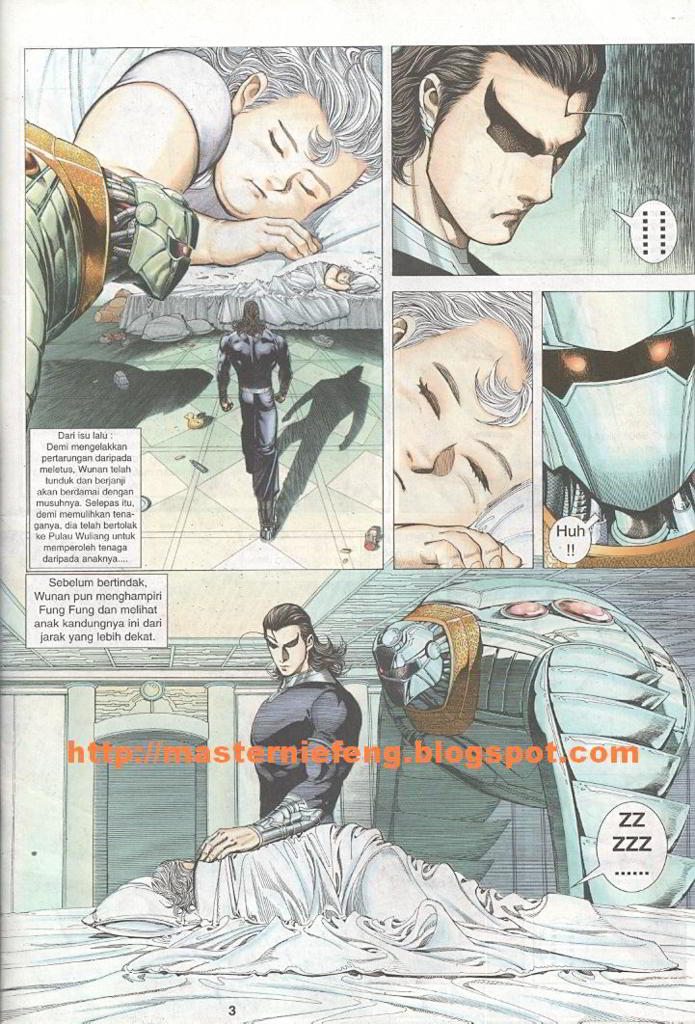 ......
Dari isu lalu :
Demi mengelakkan
pertarungan daripada
meletus, Wunan telah
tunduk dan berjanji
akan berdamai dengan
musuhnya. Selepas itu,
demi memulihkan tena-
ganya, dia telah bertolak
ke Pulau Wuliang untuk
memperoleh tenaga
daripada anaknya....
Huh
!!
Sebelum bertindak,
Wunan pun menghampiri
Fung Fung dan melihat
anak kandungnya ini dari
jarak yang lebih dekat.
http://masterniefeng.blogspot.com
ZZ
ZZZ
......
3